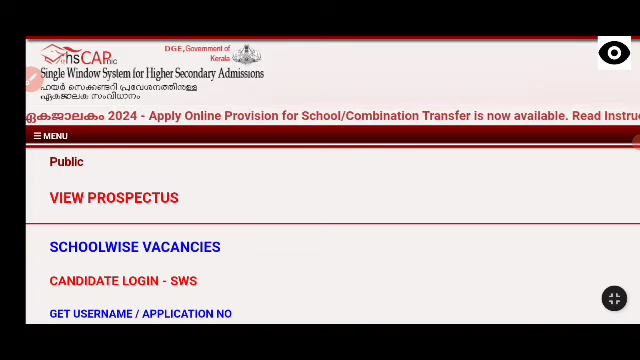 hsCAP
DGE,Government of
Kerala
Single Window System for Higher Secondary Admissions
ഹയർ സെക്കണ്ടറി പ്രവേശനത്തിനുള്ള
ഏകജാലക സംവിധാനം
ഏകജാലകം 2024 - Apply Online Provision for School/Combination Transfer is now available. Read Instruc
☰ MENU
Public
VIEW PROSPECTUS
SCHOOLWISE VACANCIES
CANDIDATE LOGIN - SWS
GET USERNAME / APPLICATION NO